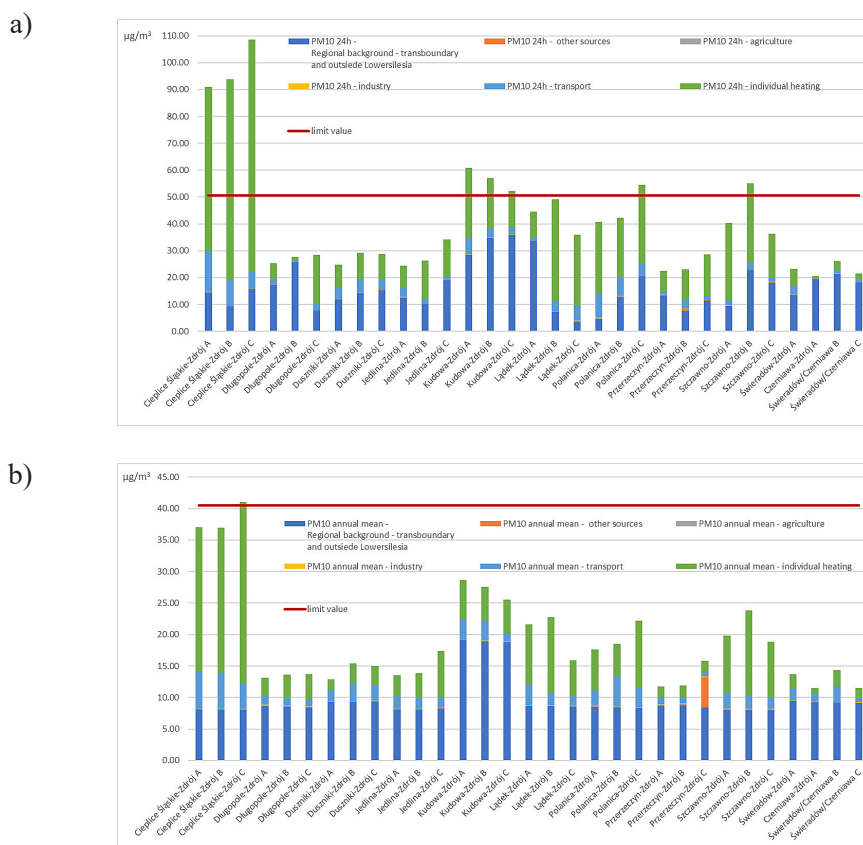 a)
µg/m³
110.00
PM10 24h -
Regional background - transboundary
and outsiede Lowersilesia
PM10 24h - other sources
PM10 24h - agriculture
100.00
90.00
PM10 24h - industry
PM10 24h - transport
PM10 24h - individual heating
80.00
limit value
70.00
60.00
50.00
40.00
30.00
20.00
10.00
0.00
Cieplice Śląskie-Zdrój A
Cieplice Śląskie-Zdrój B
Cieplice Śląskie-Zdrój C
Długopole-Zdrój A
Długopole-Zdrój B
Długopole-Zdrój C
Duszniki-Zdrój A
Duszniki-Zdrój B
Duszniki-Zdrój C
Jedlina-Zdrój A
Jedlina-Zdrój B
Jedlina-Zdrój C
Kudowa-Zdrój A
Kudowa-Zdrój B
Kudowa-Zdrój C
Lądek-Zdrój A
Lądek-Zdrój B
Lądek-Zdrój C
Polanica-Zdrój A
Polanica-Zdrój B
Polanica-Zdrój C
Przerzeczyn-Zdrój A
Przerzeczyn-Zdrój B
Przerzeczyn-Zdrój C
Szczawno-Zdrój A
Szczawno-Zdrój B
Szczawno-Zdrój C
Świeradów-Zdrój A
Czerniawa-Zdrój A
Świeradów/Czerniawa B
Świeradów/Czerniawa C
b)
µg/m³
45.00
40.00
PM10 annual mean -
Regional background - transboundary
and outsiede Lowersilesia
PM10 annual mean - other sources
PM10 annual mean - agriculture
35.00
PM10 annual mean - industry
PM10 annual mean - transport
PM10 annual mean - individual heating
30.00
limit value
25.00
20.00
15.00
10.00
5.00
0.00
Cieplice Śląskie-Zdrój A
Cieplice Śląskie-Zdrój B
Cieplice Śląskie-Zdrój C
Długopole-Zdrój A
Długopole-Zdrój B
Długopole-Zdrój C
Duszniki-Zdrój A
Duszniki-Zdrój B
Duszniki-Zdrój C
Jedlina-Zdrój A
Jedlina-Zdrój B
Jedlina-Zdrój C
Kudowa-Zdrój A
Kudowa-Zdrój B
Kudowa-Zdrój C
Lądek-Zdrój A
Lądek-Zdrój B
Lądek-Zdrój C
Polanica-Zdrój A
Polanica-Zdrój B
Polanica-Zdrój C
Przerzeczyn-Zdrój A
Przerzeczyn-Zdrój B
Przerzeczyn-Zdrój C
Szczawno-Zdrój A
Szczawno-Zdrój B
Szczawno-Zdrój C
Świeradów-Zdrój A
Czerniawa-Zdrój A
Świeradów/Czerniawa B
Świeradów/Czerniawa C